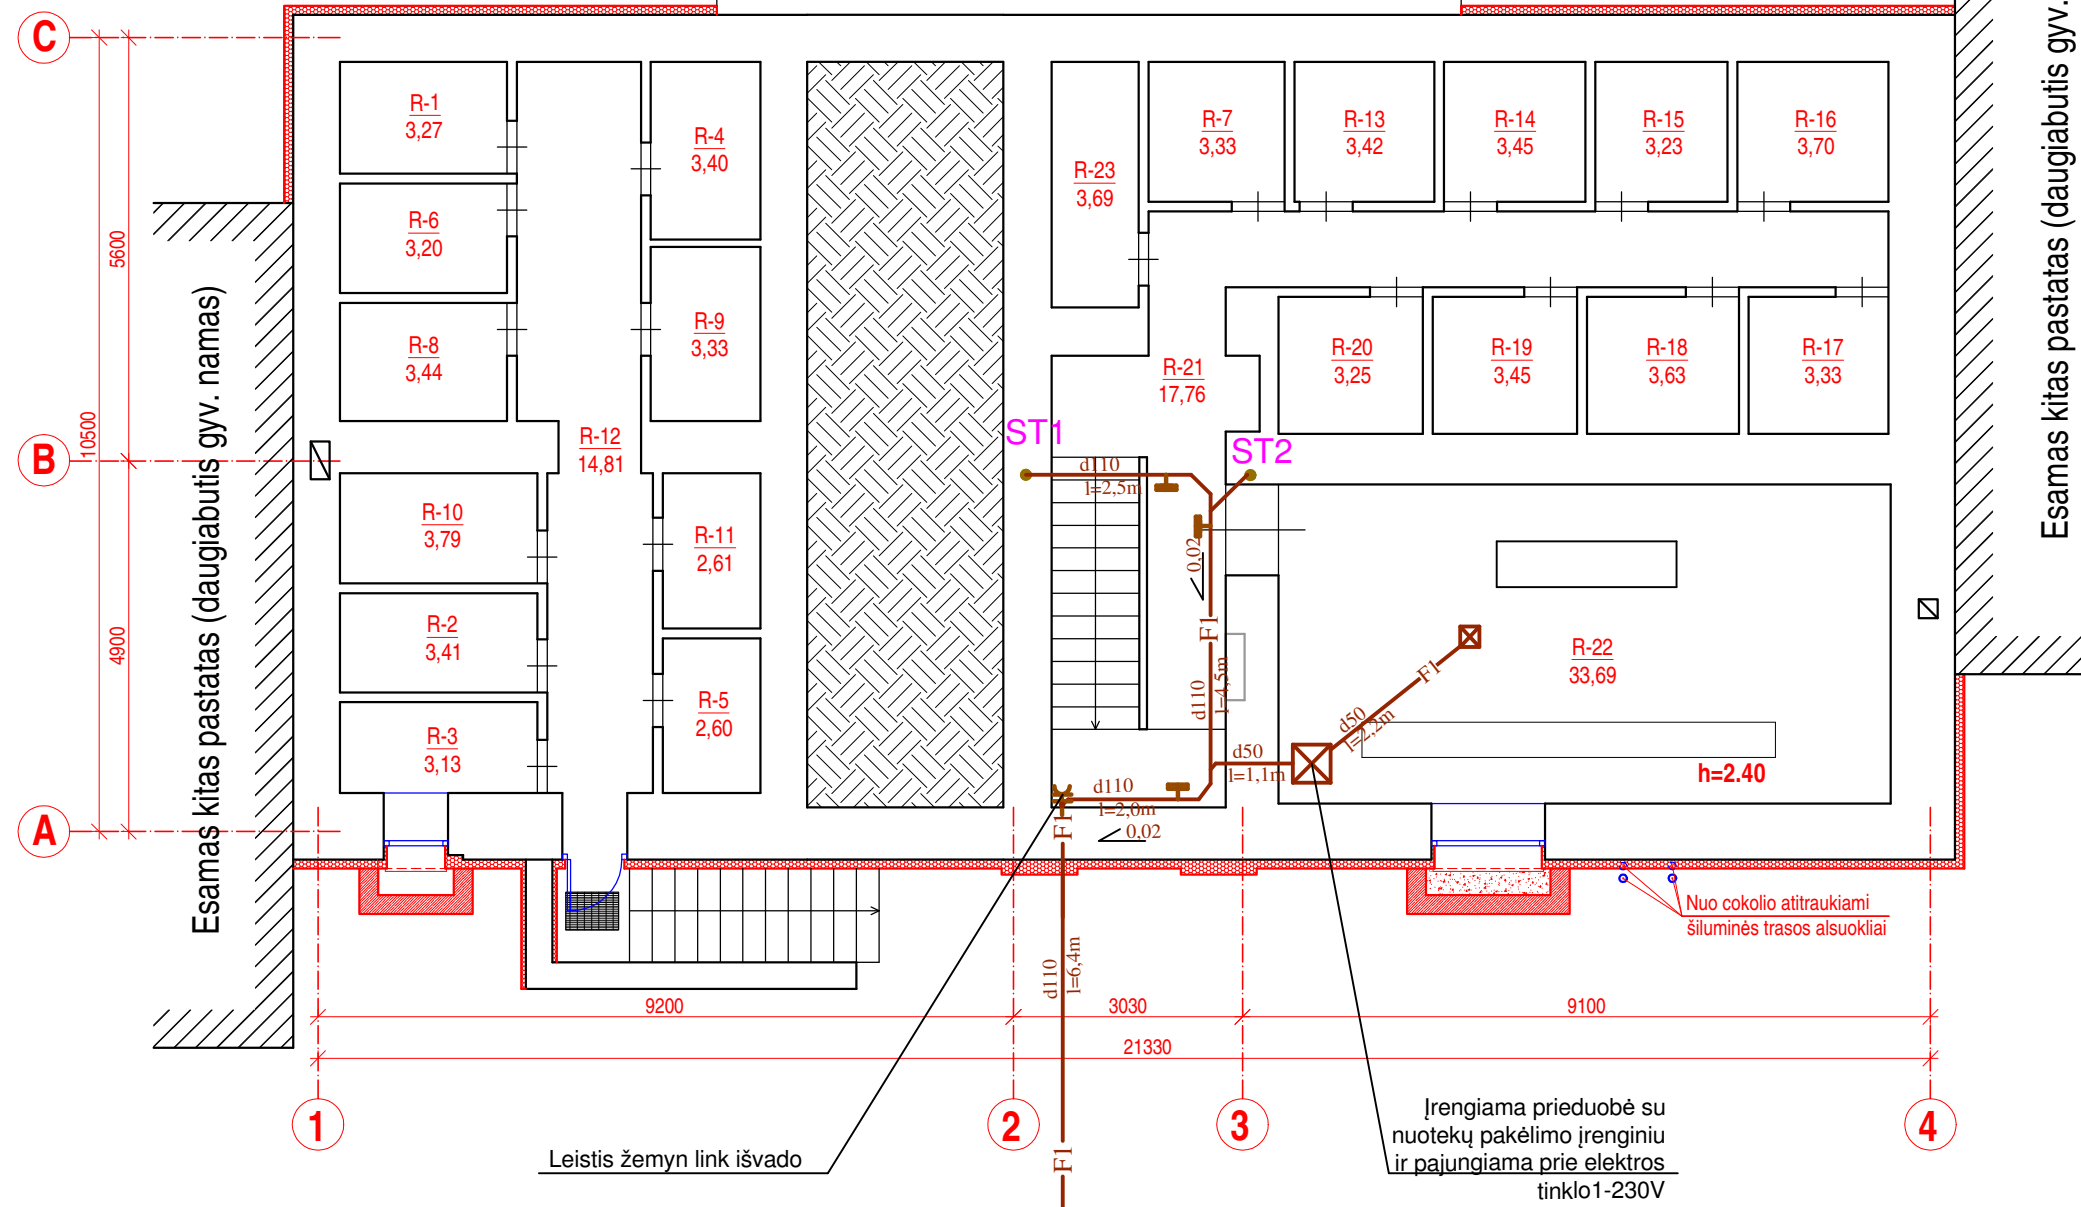 C
B
A
5600
10500
4900
Esamas kitas pastatas (daugiabutis gyv. namas)
R-1
3,27
R-6
3,20
R-8
3,44
R-4
3,40
R-9
3,33
R-12
14,81
R-10
3,79
R-2
3,41
R-3
3,13
R-11
2,61
R-5
2,60
R-23
3,69
R-7
3,33
R-13
3,42
R-14
3,45
R-15
3,23
R-16
3,70
R-21
17,76
R-20
3,25
R-19
3,45
R-18
3,63
R-17
3,33
R-22
33,69
h=2.40
ST1
ST2
d110
l=2,5m
0,02
F1
d110
l=4,5m
d50
l=1,1m
d50
l=2,2m
F1
d110
l=2,0m
0,02
F1
d110
l=6,4m
F1
Nuo cokolio atitraukiami
šiluminės trasos alsuokliai
Esamas kitas pastatas (daugiabutis gyv.
9200
3030
9100
21330
1
2
3
4
Leistis žemyn link išvado
Įrengiama prieduobė su
nuotekų pakėlimo įrenginiu
ir pajungiama prie elektros
tinklo1-230V